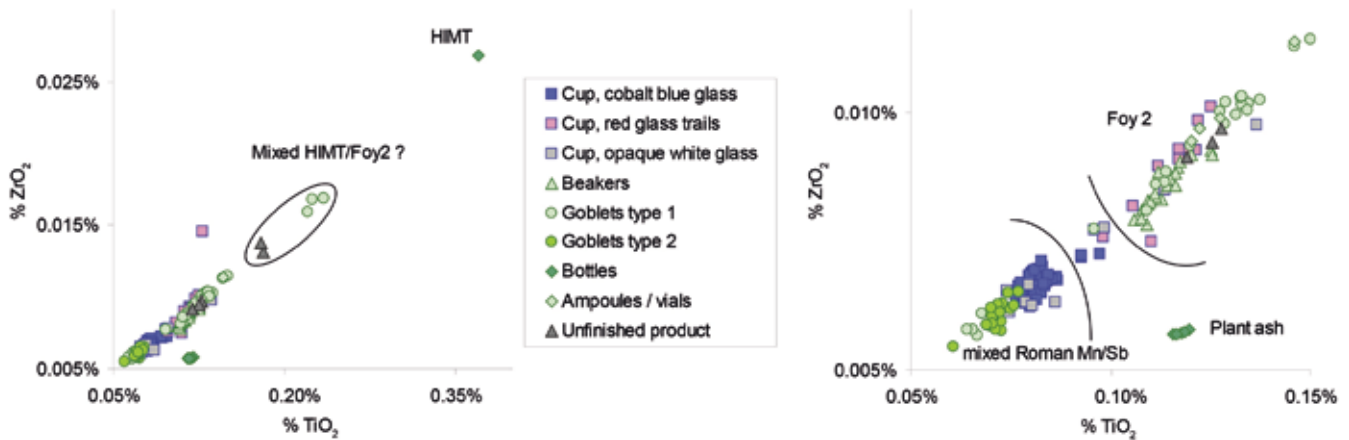 HIMT
0.025%
% ZrO2
Mixed HIMT/Foy2 ?
0.015%
0.005%
0.05%
0.20%
0.35%
% TiO2
Cup, cobalt blue glass
Cup, red glass trails
Cup, opaque white glass
Beakers
Goblets type 1
Goblets type 2
Bottles
Ampoules / vials
Unfinished product
0.010%
Foy 2
% ZrO2
Plant ash
mixed Roman Mn/Sb
0.005%
0.05%
0.10%
0.15%
% TiO2